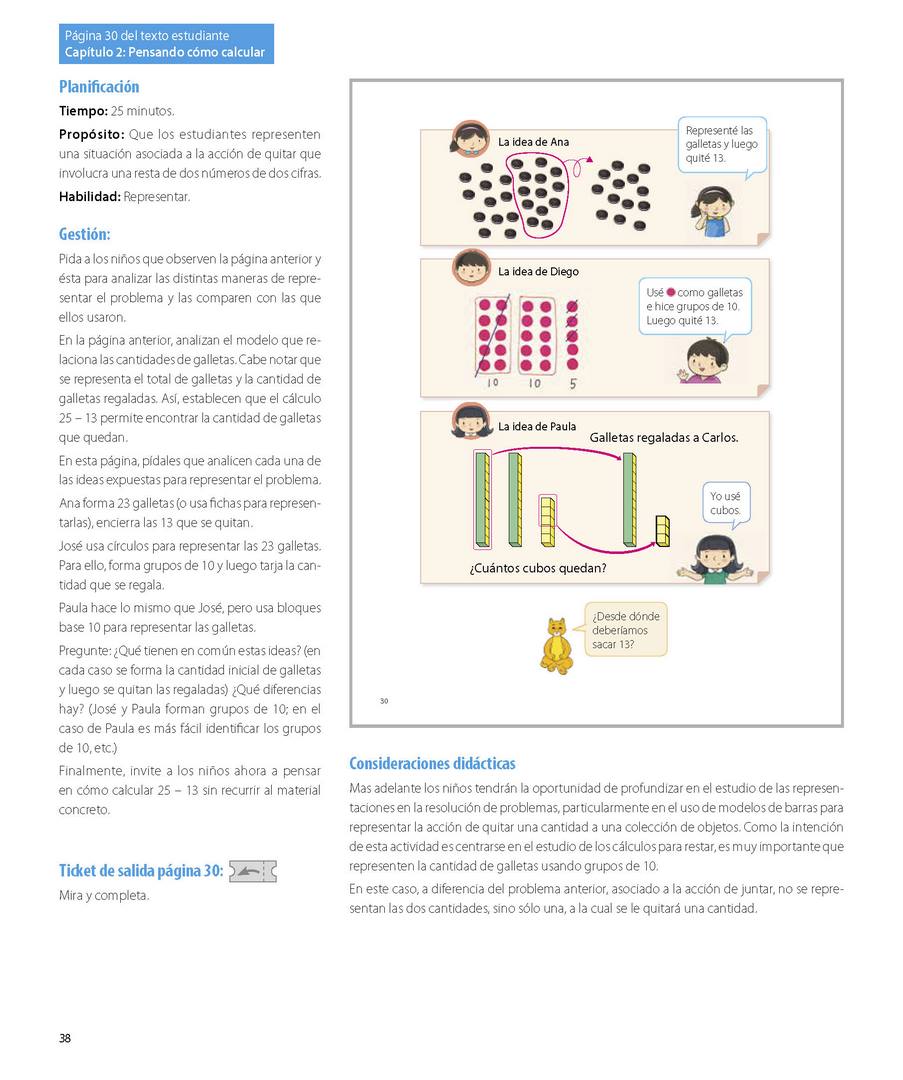 Página 30 del texto estudiante
Capítulo 2: Pensando cómo calcular
Planificación
Tiempo: 25 minutos.
Propósito: Que los estudiantes representen
una situación asociada a la acción de quitar que
involucra una resta de dos números de dos cifras.
Habilidad: Representar.
Gestión:
Pida a los niños que observen la página anterior y
ésta para analizar las distintas maneras de repre-
sentar el problema y las comparen con las que
ellos usaron.
En la página anterior, analizan el modelo que re-
laciona las cantidades de galletas. Cabe notar que
se representa el total de galletas y la cantidad de
galletas regaladas. Así, establecen que el cálculo
25 – 13 permite encontrar la cantidad de galletas
que quedan.
En esta página, pídales que analicen cada una de
las ideas expuestas para representar el problema.
Ana forma 23 galletas (o usa fichas para represen-
tarlas), encierra las 13 que se quitan.
José usa círculos para representar las 23 galletas.
Para ello, forma grupos de 10 y luego tarja la can-
tidad que se regala.
Paula hace lo mismo que José, pero usa bloques
base 10 para representar las galletas.
Pregunte: ¿Qué tienen en común estas ideas? (en
cada caso se forma la cantidad inicial de galletas
y luego se quitan las regaladas) ¿Qué diferencias
hay? (José y Paula forman grupos de 10; en el
caso de Paula es más fácil identificar los grupos
de 10, etc.)
Finalmente, invite a los niños ahora a pensar
en cómo calcular 25 – 13 sin recurrir al material
concreto.
Ticket de salida página 30:
Mira y completa.
La idea de Ana
Representé las
galletas y luego
quité 13.
La idea de Diego
Usé como galletas
e hice grupos de 10.
Luego quité 13.
10 10 5
La idea de Paula
Galletas regaladas a Carlos.
Yo usé
cubos.
¿Cuántos cubos quedan?
¿Desde dónde
deberíamos
sacar 13?
30
Consideraciones didácticas
Mas adelante los niños tendrán la oportunidad de profundizar en el estudio de las represen-
taciones en la resolución de problemas, particularmente en el uso de modelos de barras para
representar la acción de quitar una cantidad a una colección de objetos. Como la intención
de esta actividad es centrarse en el estudio de los cálculos para restar, es muy importante que
representen la cantidad de galletas usando grupos de 10.
En este caso, a diferencia del problema anterior, asociado a la acción de juntar, no se repre-
sentan las dos cantidades, sino sólo una, a la cual se le quitará una cantidad.
38